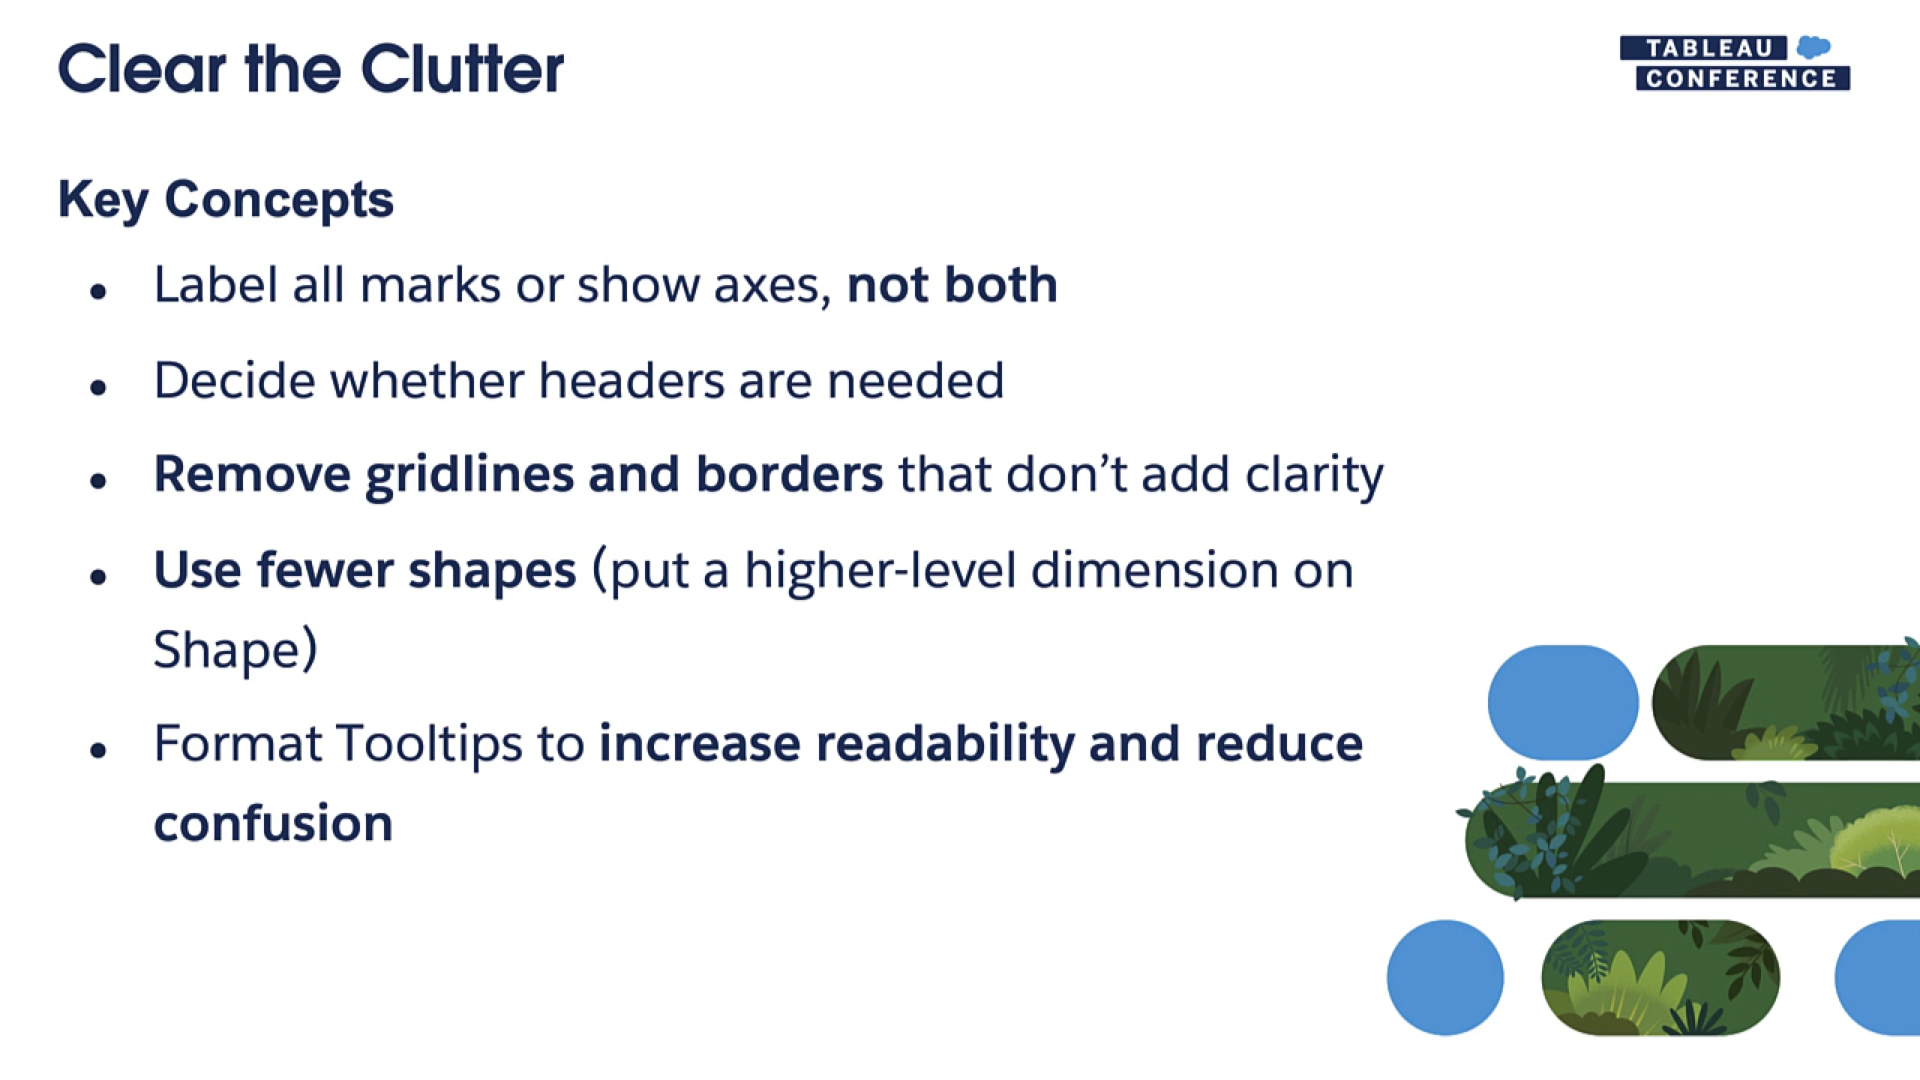 Clear the Clutter
TABLEAU
CONFERENCE
Key Concepts
• Label all marks or show axes, not both
• Decide whether headers are needed
• Remove gridlines and borders that don’t add clarity
• Use fewer shapes (put a higher-level dimension on
Shape)
• Format Tooltips to increase readability and reduce
confusion